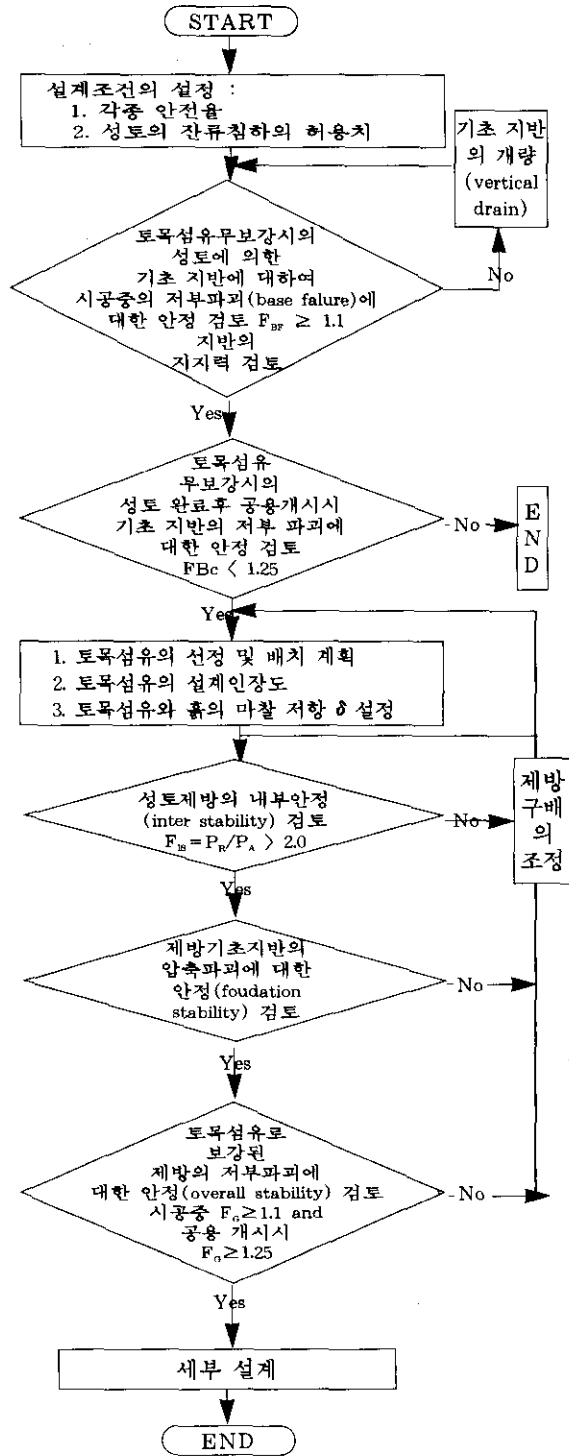 START
설계조건의 설정 :
1. 각종 안전율
2. 성토의 잔류침하의 허용치
기초 지반
의 개량
(vertical
drain)
토목섬유무보강시의
성토에 의한
기초 지반에 대하여
시공중의 저부파괴(base falure)에
대한 안정 검토 F_BF ≥ 1.1
지반의
지지력 검토
No
Yes
토목섬유
무보강시의
성토 완료후 공용개시시
기초 지반의 저부 파괴에
대한 안정 검토
FBc < 1.25
No
E
N
D
Yes
1. 토목섬유의 선정 및 배치 계획
2. 토목섬유의 설계인장도
3. 토목섬유와 흙의 마찰 저항 δ 설정
성토제방의 내부안정
(inter stability) 검토
F_IS = P_R/P_A > 2.0
No
제방
구배
의
조정
Yes
제방기초지반의
압축파괴에 대한
안정(foudation
stability) 검토
No
Yes
토목섬유로
보강된
제방의 저부파괴에
대한 안정(overall stability) 검토
시공중 F_G≥1.1 and
공용 개시시
F_G≥1.25
No
Yes
세부 설계
END